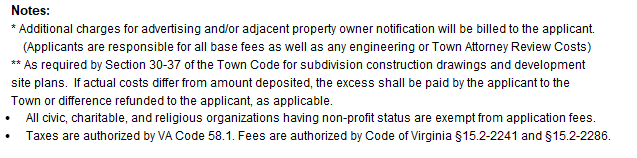 Notes:
* Additional charges for advertising and/or adjacent property owner notification will be billed to the applicant.
(Applicants are responsible for all base fees as well as any engineering or Town Attorney Review Costs)
** As required by Section 30-37 of the Town Code for subdivision construction drawings and development
site plans.  If actual costs differ from amount deposited, the excess shall be paid by the applicant to the
Town or difference refunded to the applicant, as applicable.
• All civic, charitable, and religious organizations having non-profit status are exempt from application fees.
• Taxes are authorized by VA Code 58.1. Fees are authorized by Code of Virginia §15.2-2241 and §15.2-2286.